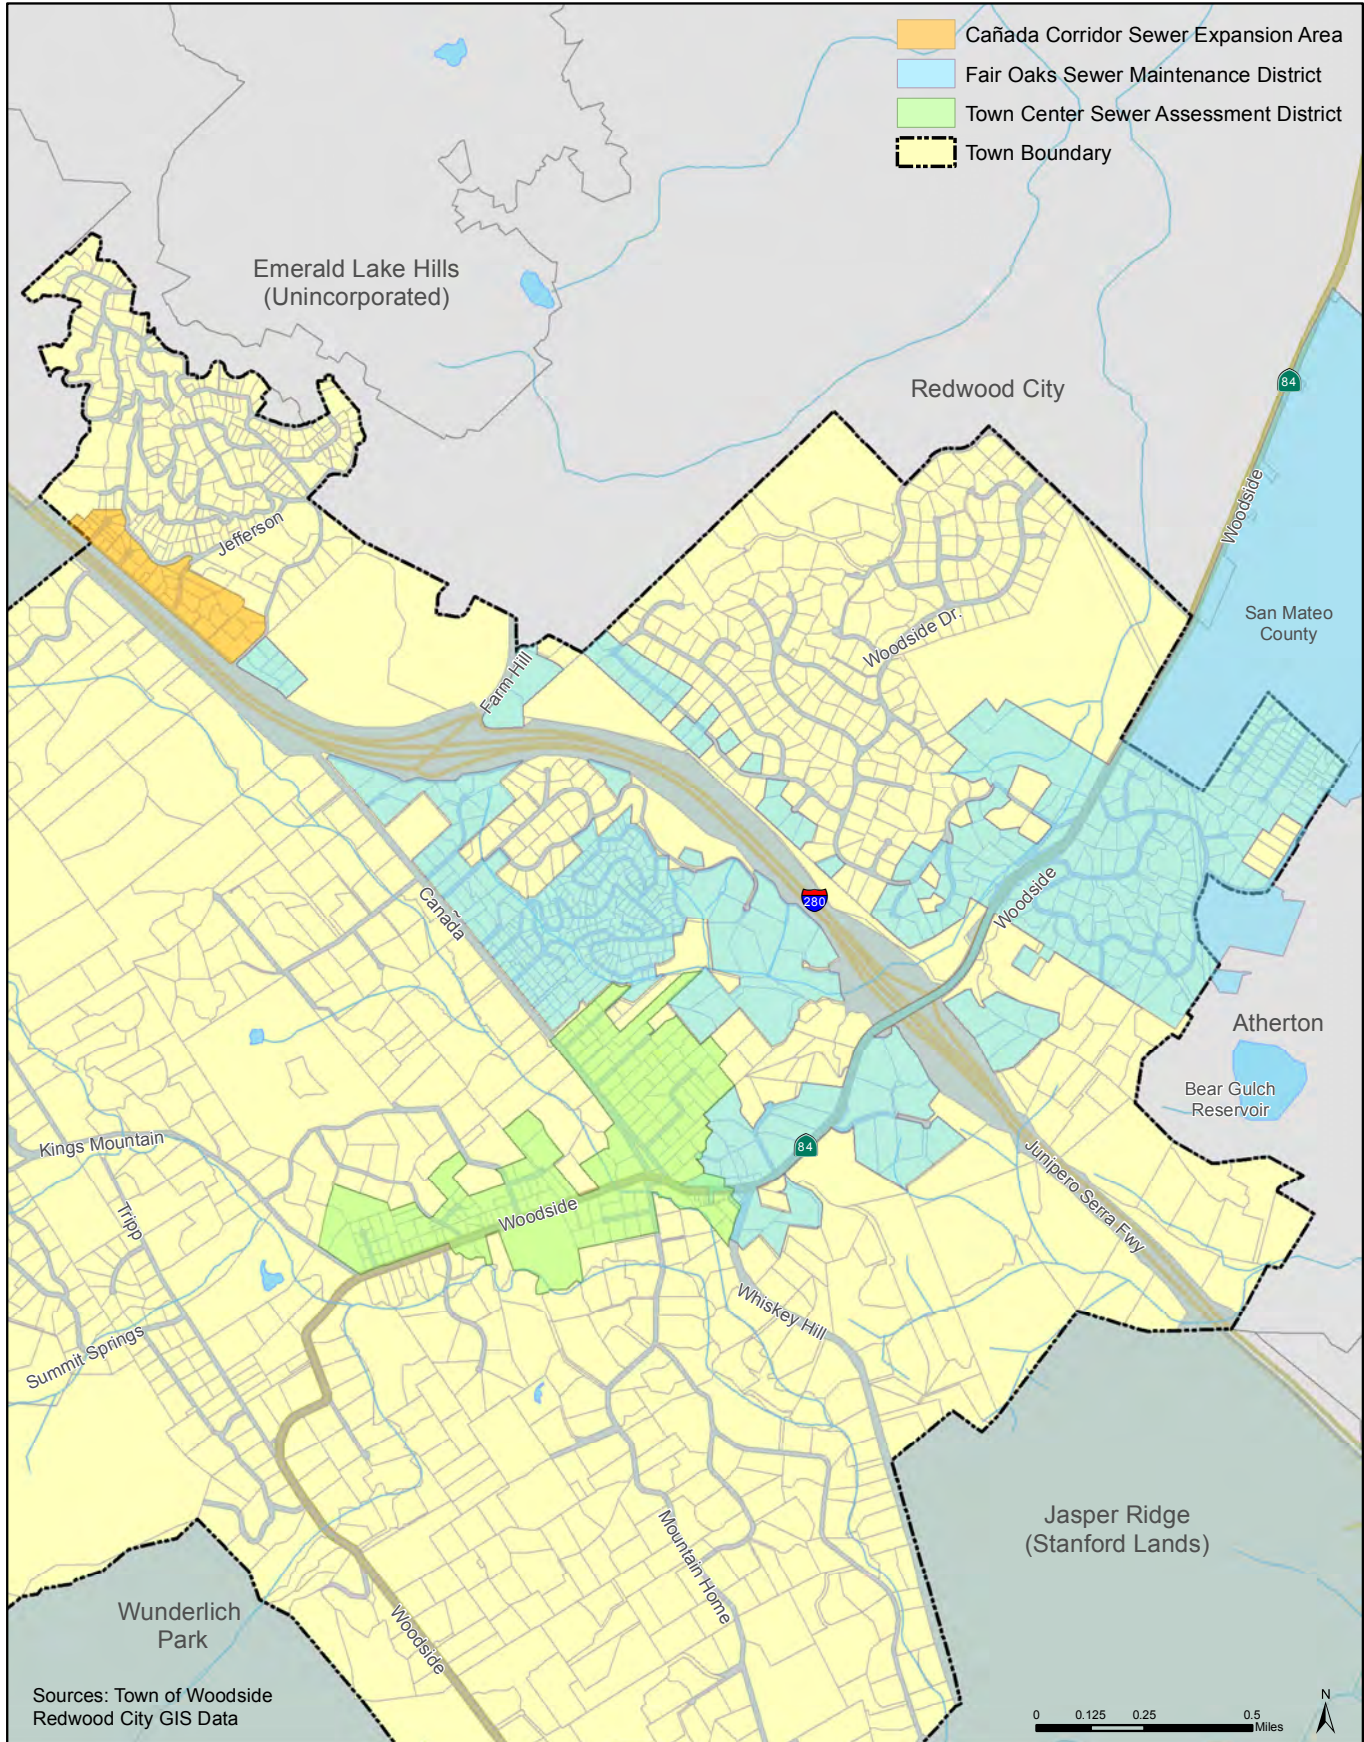 Cañada Corridor Sewer Expansion Area
Fair Oaks Sewer Maintenance District
Town Center Sewer Assessment District
Town Boundary
Emerald Lake Hills
(Unincorporated)
Redwood City
84
Woodside
Jefferson
San Mateo
County
Woodside Dr.
Farm Hill
Cañada
280
Woodside
Atherton
Bear Gulch
Reservoir
Kings Mountain
84
Junipero Serra Fwy
Tripp
Woodside
Whiskey Hill
Summit Springs
Jasper Ridge
(Stanford Lands)
Mountain Home
Wunderlich
Park
Woodside
Sources: Town of Woodside
Redwood City GIS Data
N
0 0.125 0.25 0.5
Miles